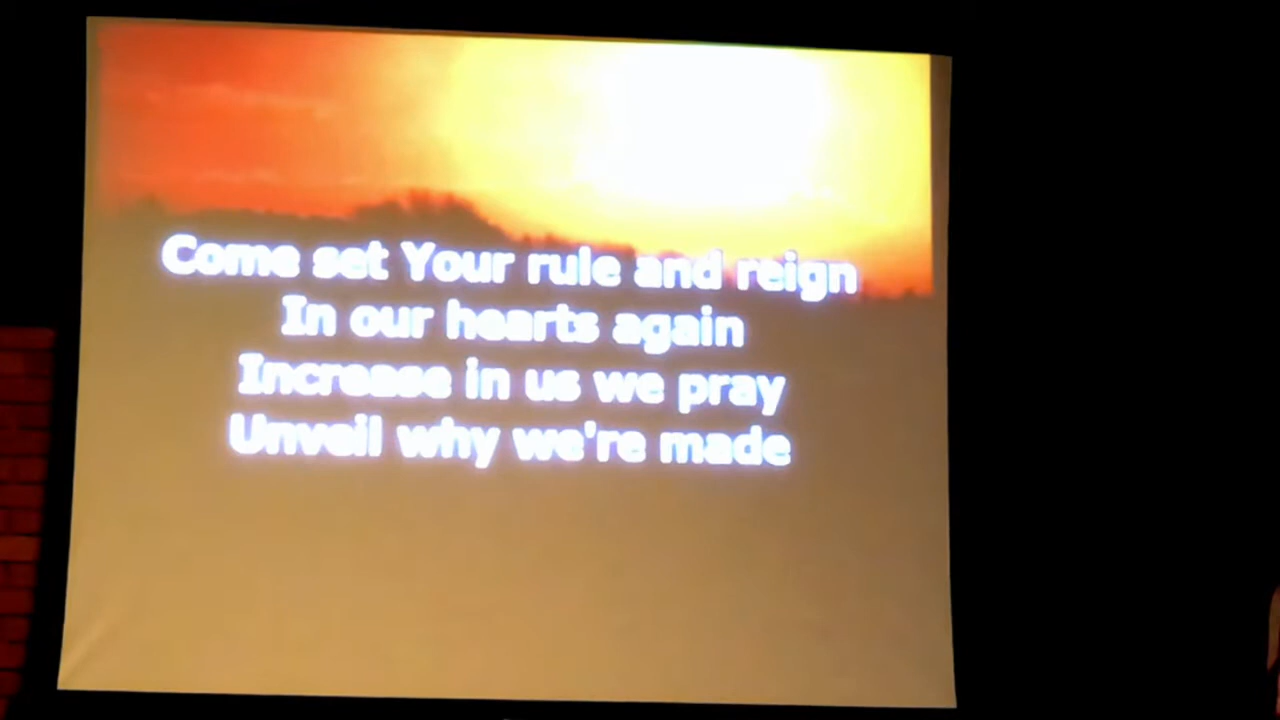 Come set Your rule and reign
In our hearts again
Increase in us we pray
Unveil why we're made